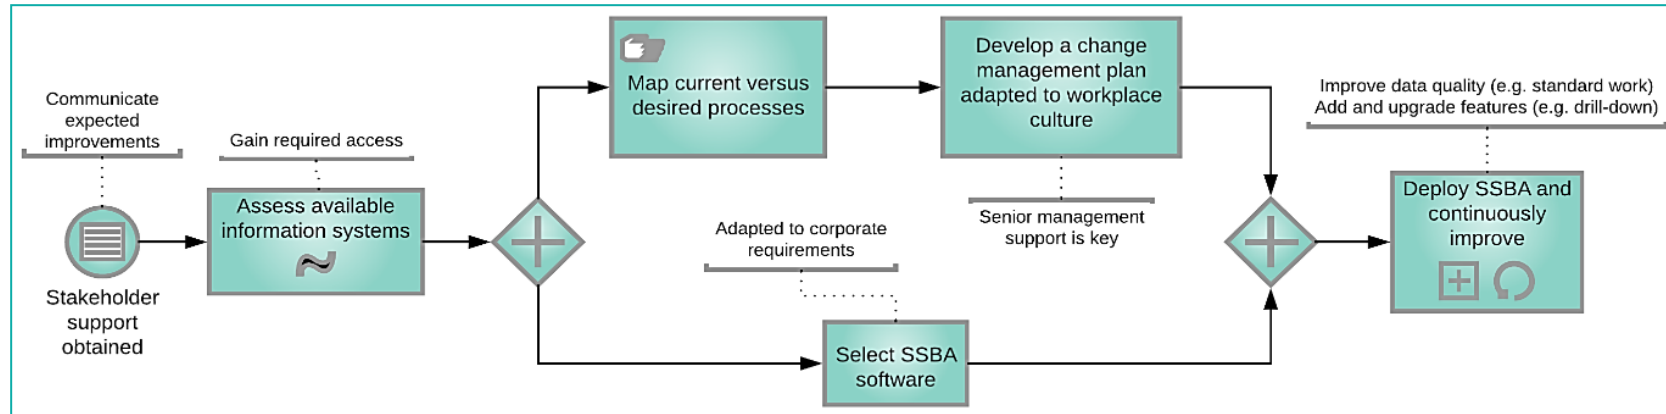 Communicate
expected
improvements
Stakeholder
support
obtained
Gain required access
Assess available
information systems
Map current versus
desired processes
Develop a change
management plan
adapted to workplace
culture
Senior management
support is key
Adapted to corporate
requirements
Select SSBA
software
Improve data quality (e.g. standard work)
Add and upgrade features (e.g. drill-down)
Deploy SSBA and
continuously
improve